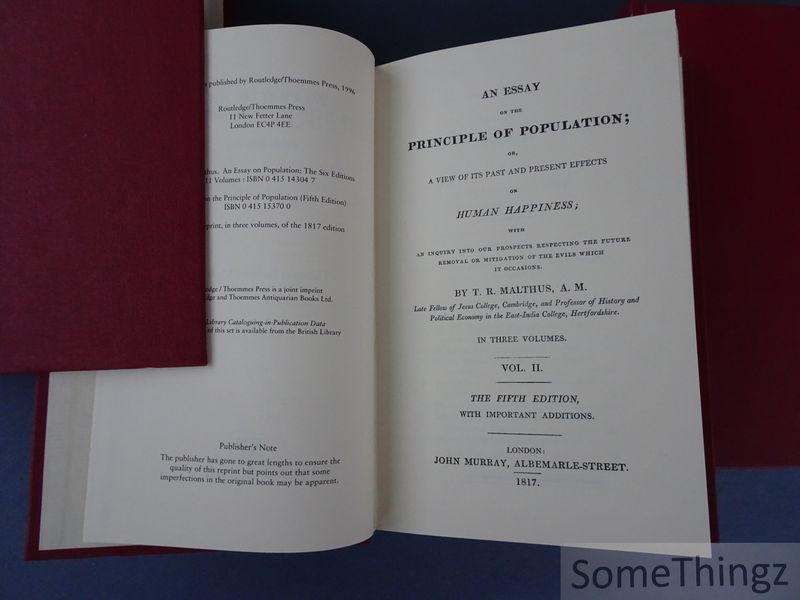 published by Routledge/Thoemmes Press, 1996
Routledge/Thoemmes Press
11 New Fetter Lane
London EC4P 4EE
An Essay on Population: The Six Editions
11 Volumes : ISBN 0 415 14304 7
the Principle of Population (Fifth Edition)
ISBN 0 415 15370 0
in three volumes, of the 1817 edition
/ Thoemmes Press is a joint imprint
and Thoemmes Antiquarian Books Ltd.
Library Cataloguing-in-Publication Data
of this set is available from the British Library
Publisher's Note
The publisher has gone to great lengths to ensure the
quality of this reprint but points out that some
imperfections in the original book may be apparent.
AN ESSAY
ON THE
PRINCIPLE OF POPULATION;
OR,
A VIEW OF ITS PAST AND PRESENT EFFECTS
ON
HUMAN HAPPINESS;
WITH
AN INQUIRY INTO OUR PROSPECTS RESPECTING THE FUTURE
REMOVAL OR MITIGATION OF THE EVILS WHICH
IT OCCASIONS.
BY T. R. MALTHUS, A. M.
Late Fellow of Jesus College, Cambridge, and Professor of History and
Political Economy in the East-India College, Hertfordshire.
IN THREE VOLUMES.
VOL. II.
THE FIFTH EDITION,
WITH IMPORTANT ADDITIONS.
LONDON:
JOHN MURRAY, ALBEMARLE-STREET.
1817.
SomeThingz